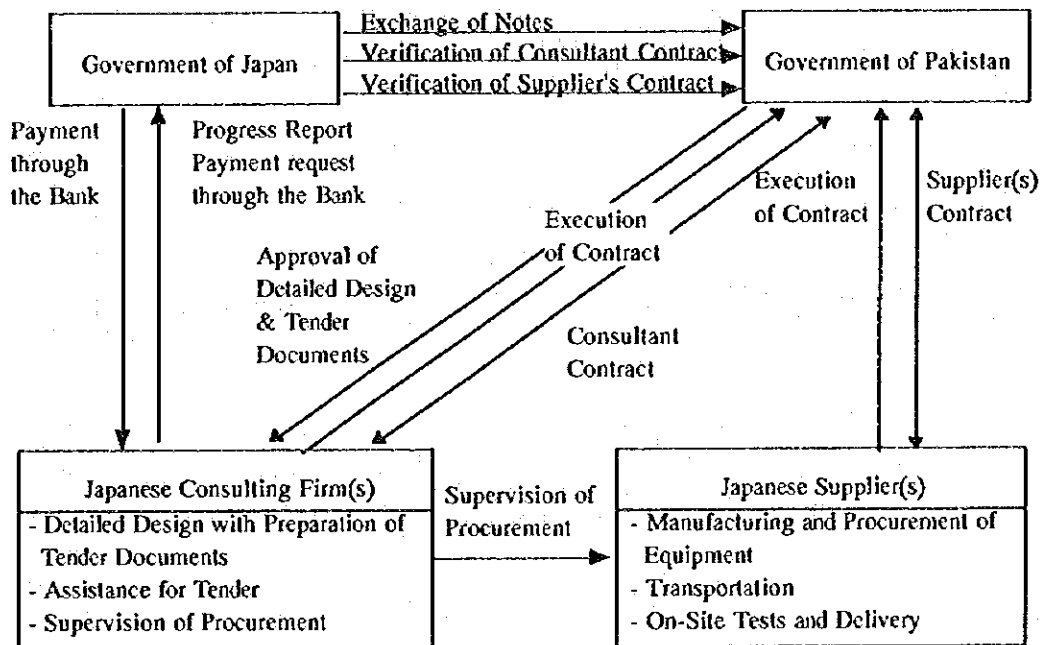 Exchange of Notes
Verification of Consultant Contract
Verification of Supplier's Contract
Government of Japan
Government of Pakistan
Payment
through
the Bank
Progress Report
Payment request
through the Bank
Execution
of Contract
Approval of
Detailed Design
& Tender
Documents
Consultant
Contract
Execution
of Contract
Supplier(s)
Contract
Japanese Consulting Firm(s)
- Detailed Design with Preparation of
Tender Documents
- Assistance for Tender
- Supervision of Procurement
Supervision of
Procurement
Japanese Supplier(s)
- Manufacturing and Procurement of
Equipment
- Transportation
- On-Site Tests and Delivery